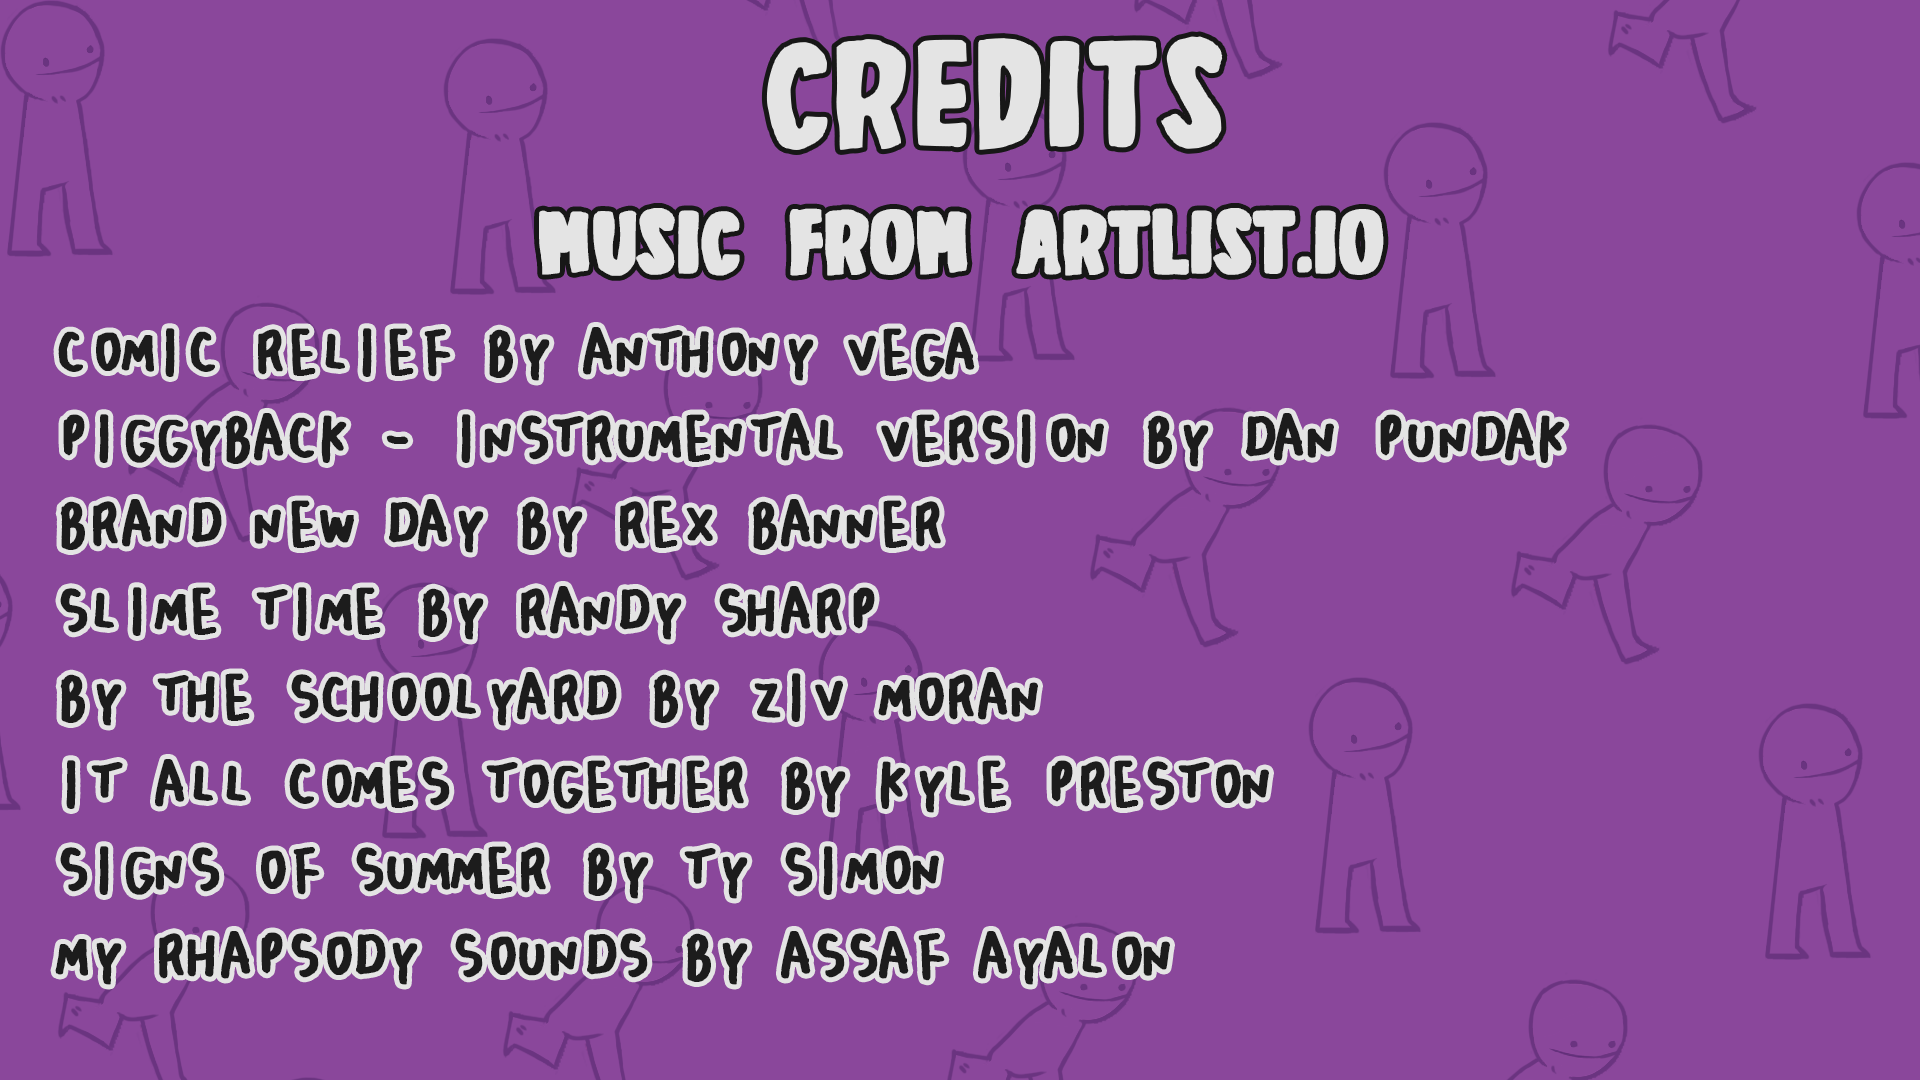 CREDITS
MUSIC FROM ARTLIST.IO
COMIC RELIEF BY ANTHONY VEGA
PIGGYBACK - INSTRUMENTAL VERSION BY DAN PUNDAK
BRAND NEW DAY BY REX BANNER
SLIME TIME BY RANDY SHARP
BY THE SCHOOLYARD BY ZIV MORAN
IT ALL COMES TOGETHER BY KYLE PRESTON
SIGNS OF SUMMER BY TY SIMON
MY RHAPSODY SOUNDS BY ASSAF AYALON